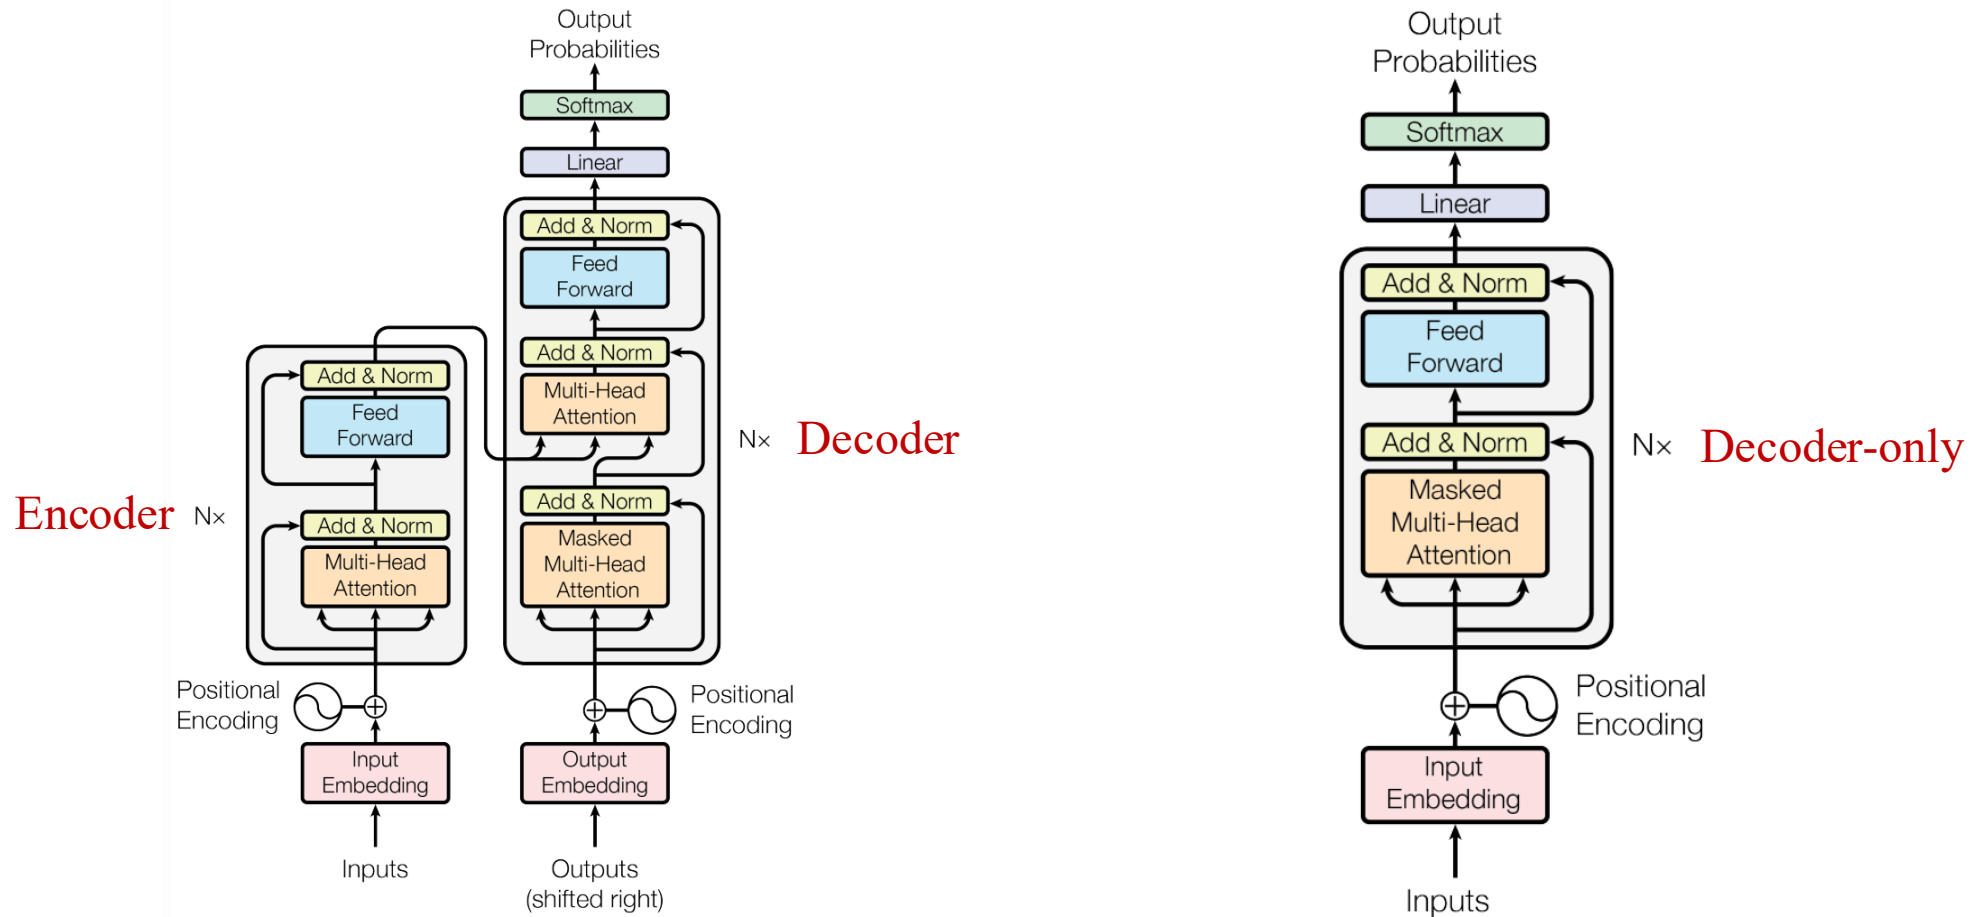 Output
Probabilities
Softmax
Linear
Add & Norm
Feed
Forward
Add & Norm
Multi-Head
Attention
Add & Norm
Masked
Multi-Head
Attention
N×
Decoder
Positional
Encoding
Output
Embedding
Outputs
(shifted right)
Add & Norm
Feed
Forward
Add & Norm
Multi-Head
Attention
Encoder
N×
Positional
Encoding
Input
Embedding
Inputs
Output
Probabilities
Softmax
Linear
Add & Norm
Feed
Forward
Add & Norm
Masked
Multi-Head
Attention
N×
Decoder-only
Positional
Encoding
Input
Embedding
Inputs